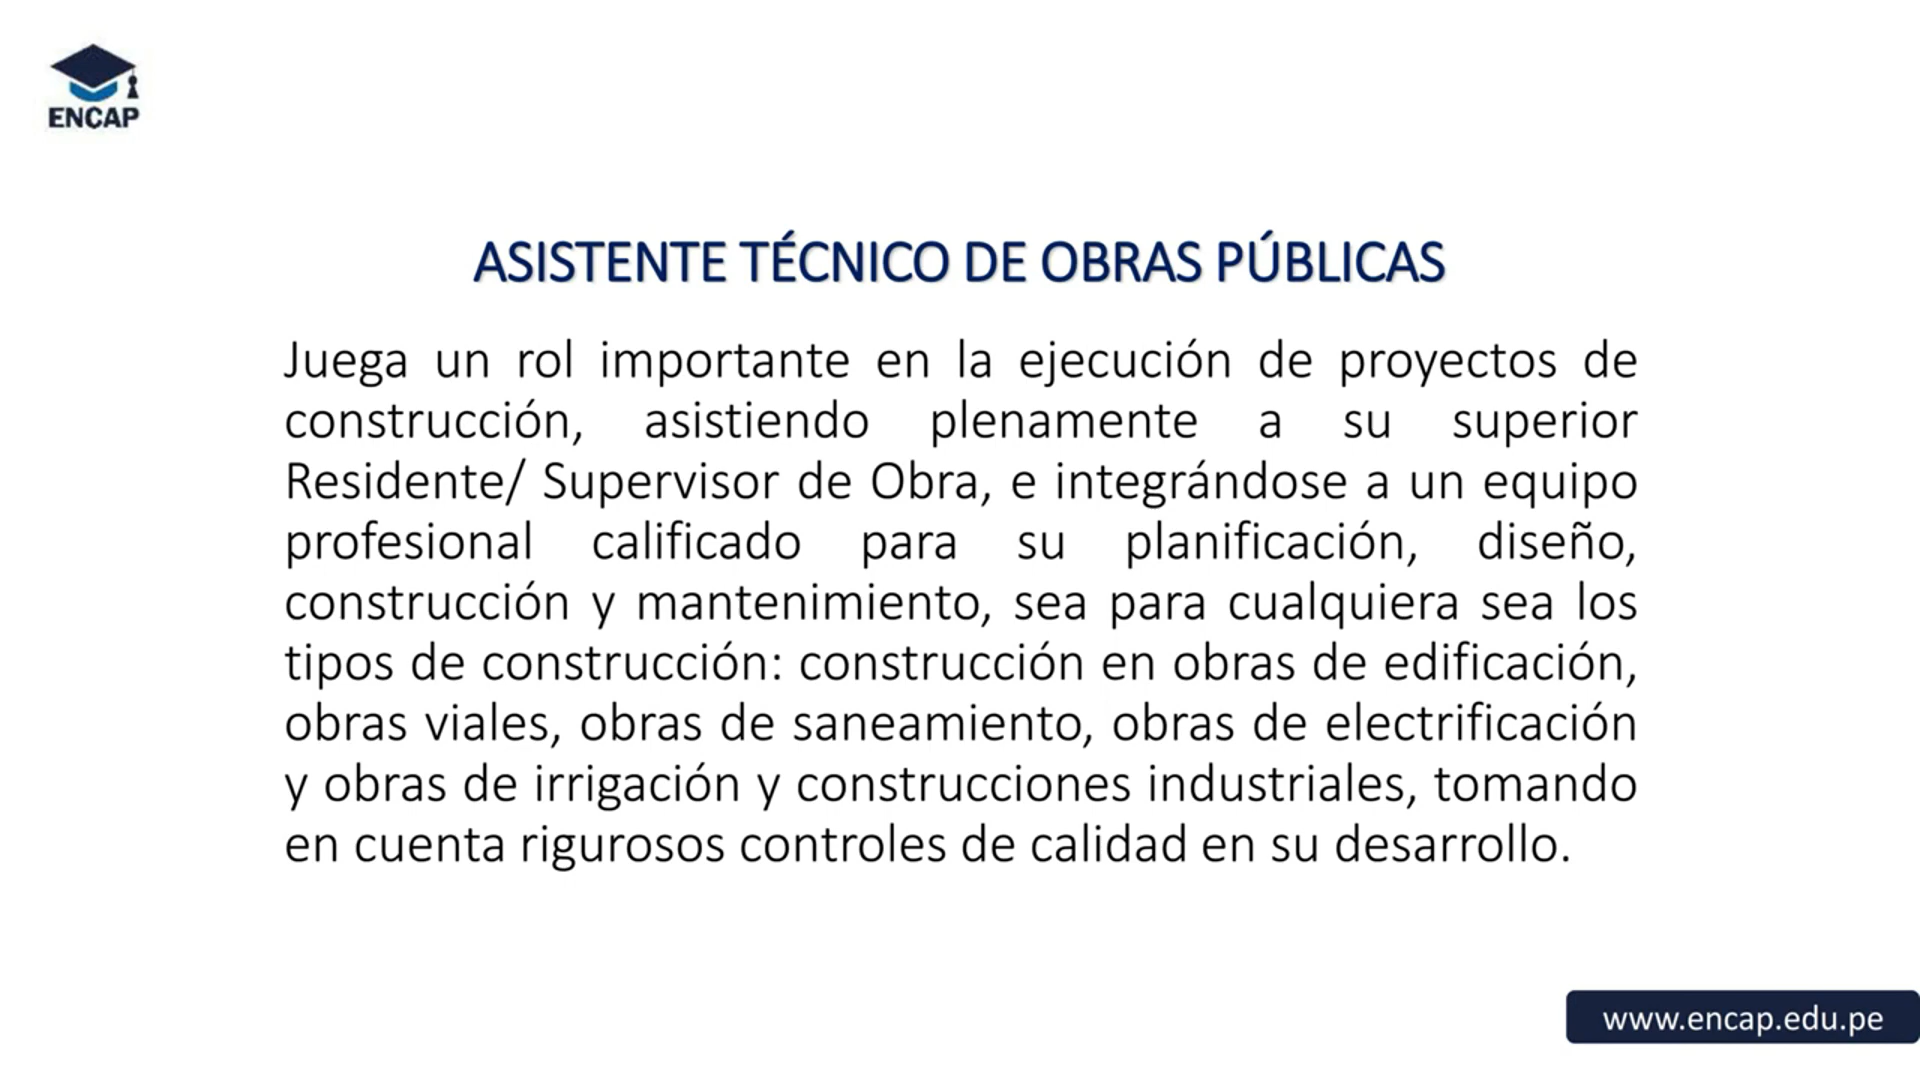 ENCAP
ASISTENTE TÉCNICO DE OBRAS PÚBLICAS
Juega un rol importante en la ejecución de proyectos de
construcción, asistiendo plenamente a su superior
Residente/ Supervisor de Obra, e integrándose a un equipo
profesional calificado para su planificación, diseño,
construcción y mantenimiento, sea para cualquiera sea los
tipos de construcción: construcción en obras de edificación,
obras viales, obras de saneamiento, obras de electrificación
y obras de irrigación y construcciones industriales, tomando
en cuenta rigurosos controles de calidad en su desarrollo.
www.encap.edu.pe